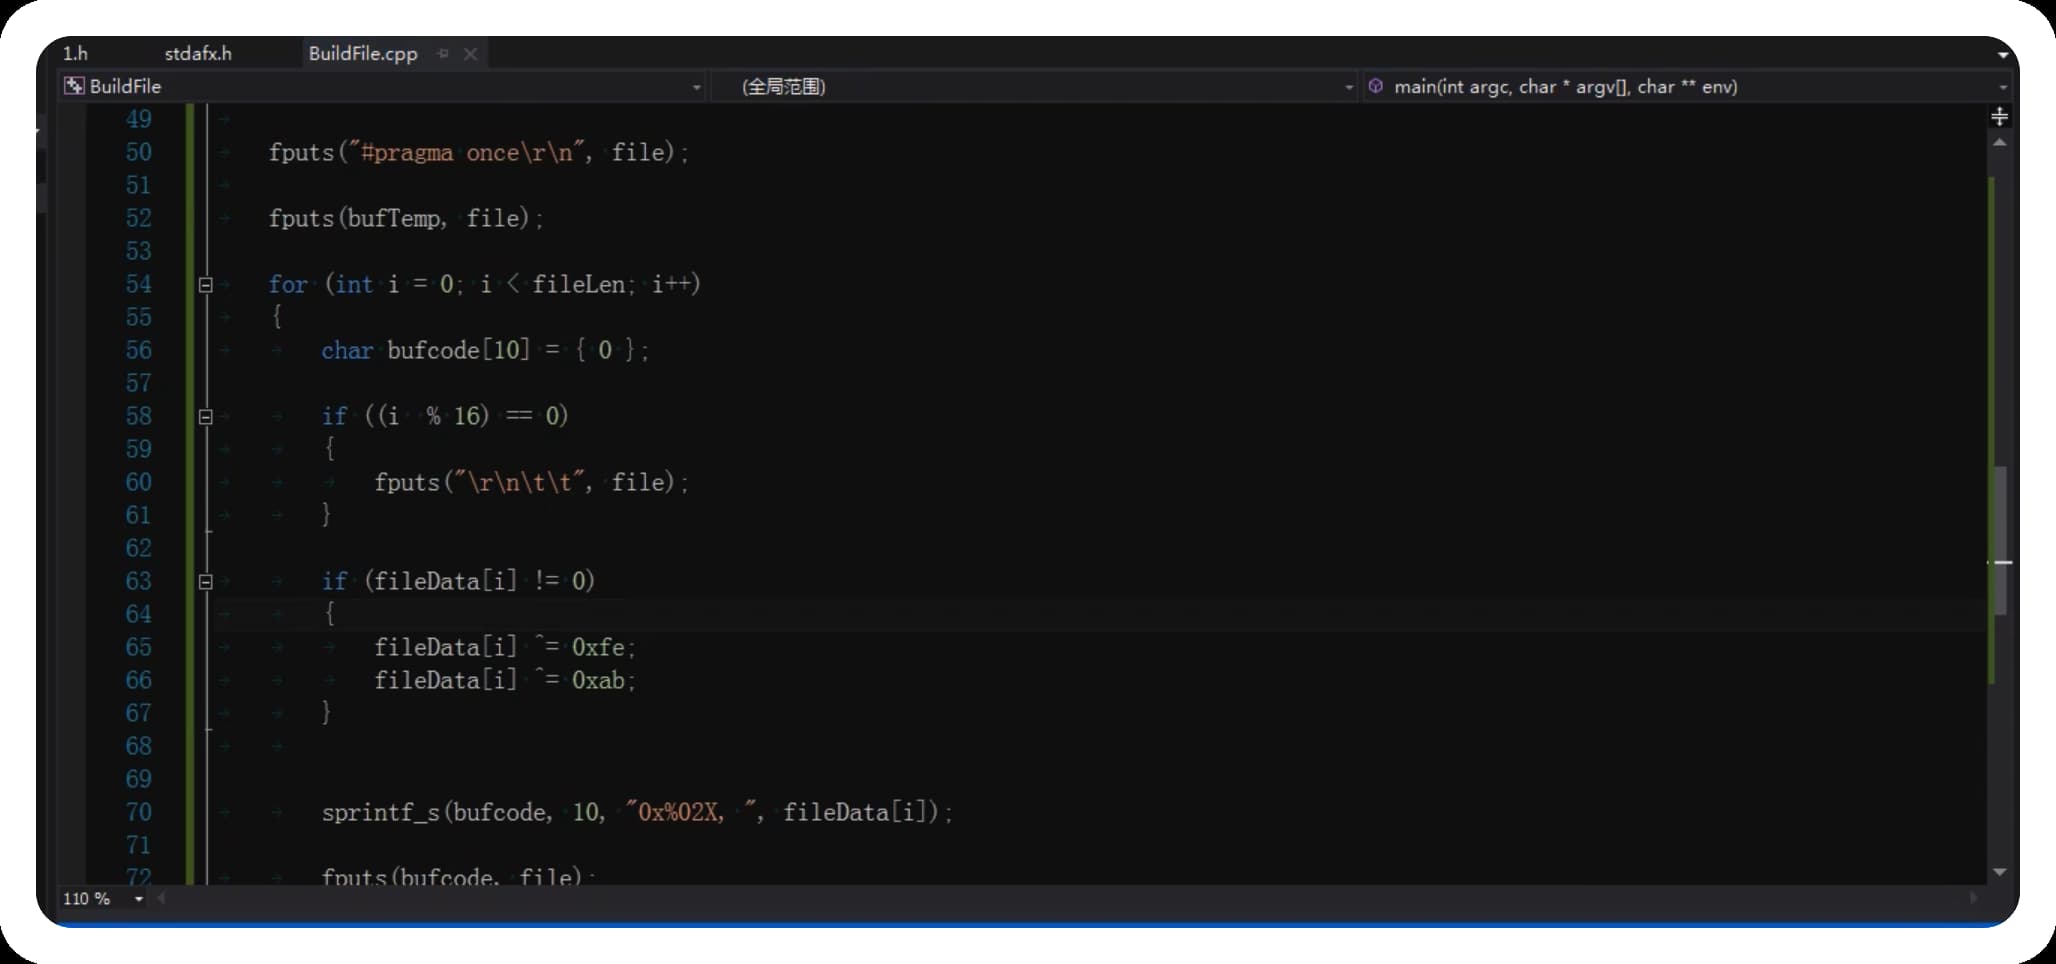 1.h stdafx.h BuildFile.cpp
BuildFile (全局范围) main(int argc, char * argv[], char ** env)
49
50 fputs("#pragma once\r\n", file);
51
52 fputs(bufTemp, file);
53
54 for (int i = 0; i < fileLen; i++)
55 {
56 char bufcode[10] = { 0 };
57
58 if ((i % 16) == 0)
59 {
60 fputs("\r\n\t\t", file);
61 }
62
63 if (fileData[i] != 0)
64 {
65 fileData[i] ^= 0xfe;
66 fileData[i] ^= 0xab;
67 }
68
69
70 sprintf_s(bufcode, 10, "0x%02X, ", fileData[i]);
71
72 fputs(bufcode, file);
110 %